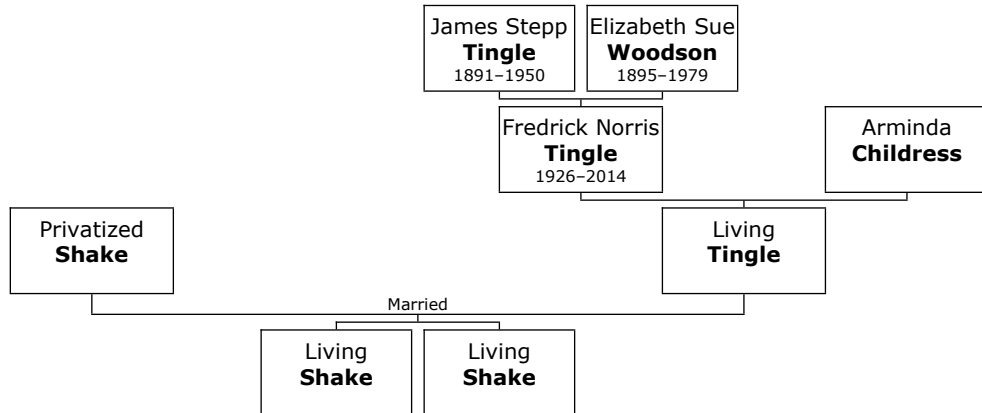 James Stepp
Tingle
1891–1950
Elizabeth Sue
Woodson
1895–1979
Fredrick Norris
Tingle
1926–2014
Arminda
Childress
Privatized
Shake
Living
Tingle
Married
Living
Shake
Living
Shake